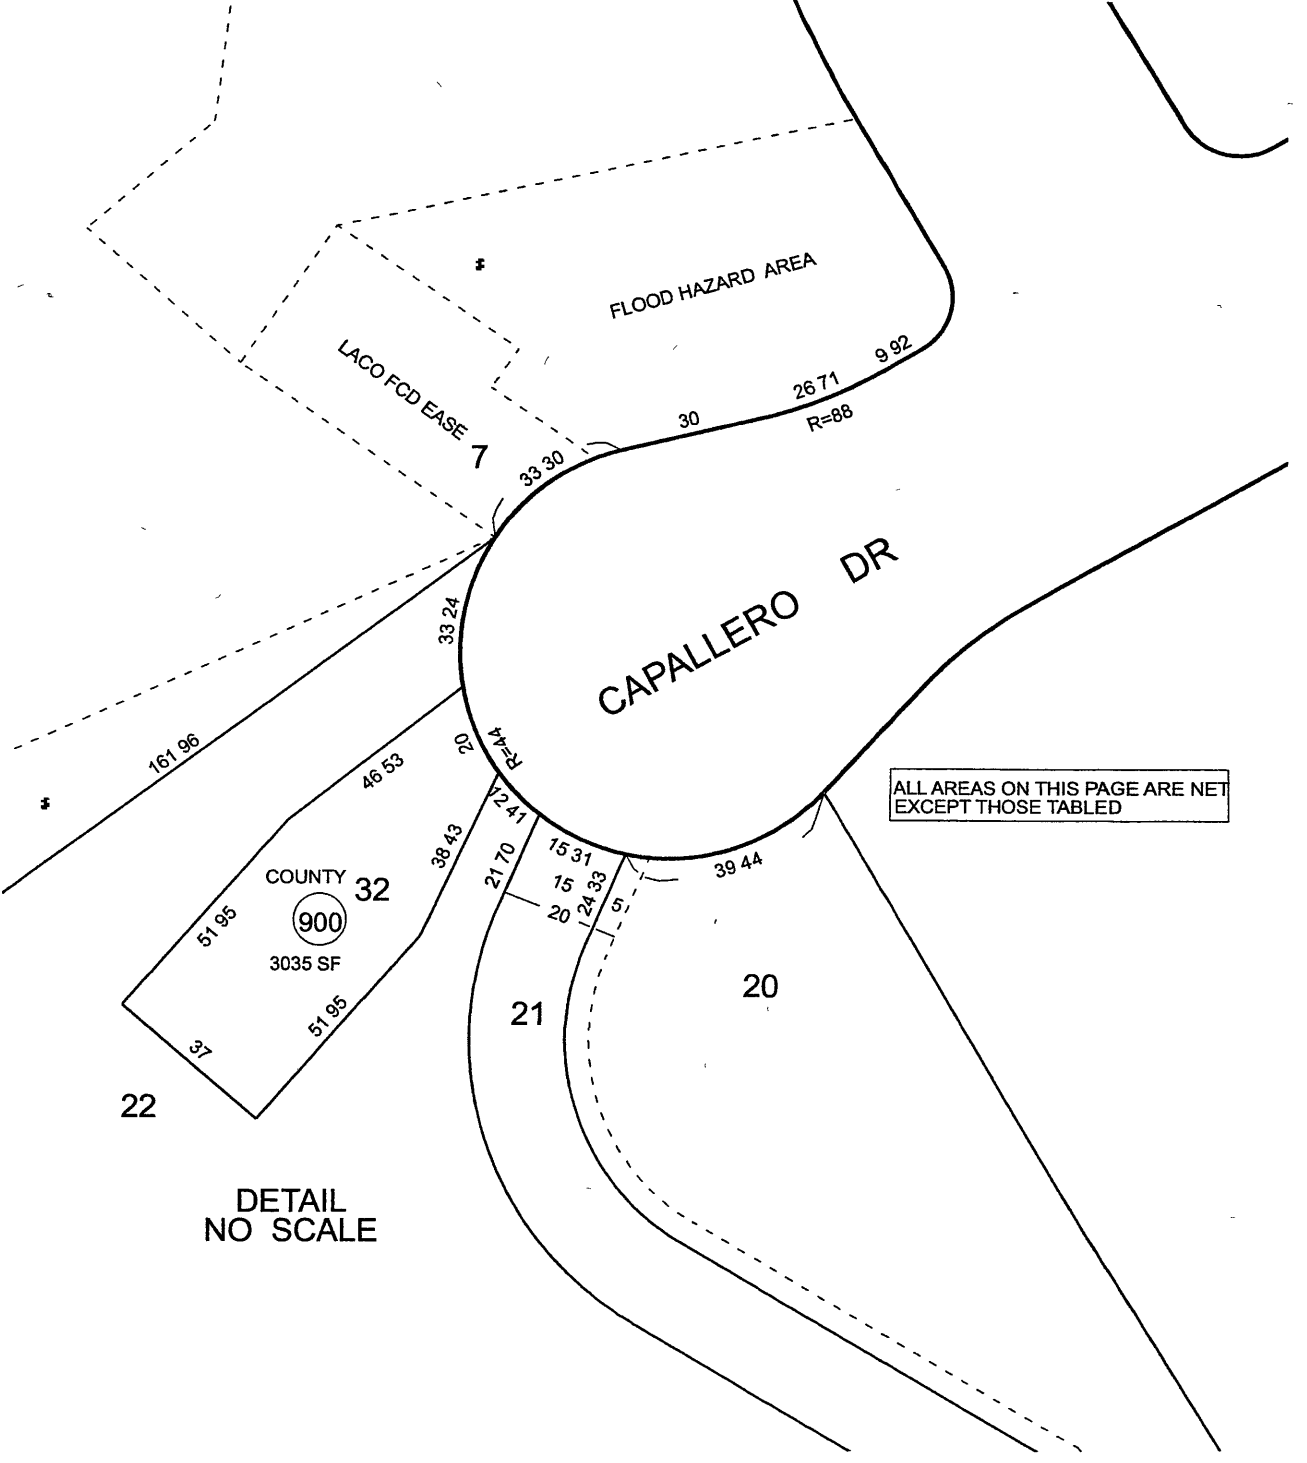 FLOOD HAZARD AREA
LACO FCD EASE
7
9 92
26 71
R=88
30
33 30
33 24
CAPALLERO DR
161 96
46 53
20
R=44
12 41
38 43
21 70
15 31
15
20
24 33
5
39 44
ALL AREAS ON THIS PAGE ARE NET
EXCEPT THOSE TABLED
COUNTY 32
900
3035 SF
51 95
51 95
37
22
21
20
DETAIL
NO SCALE